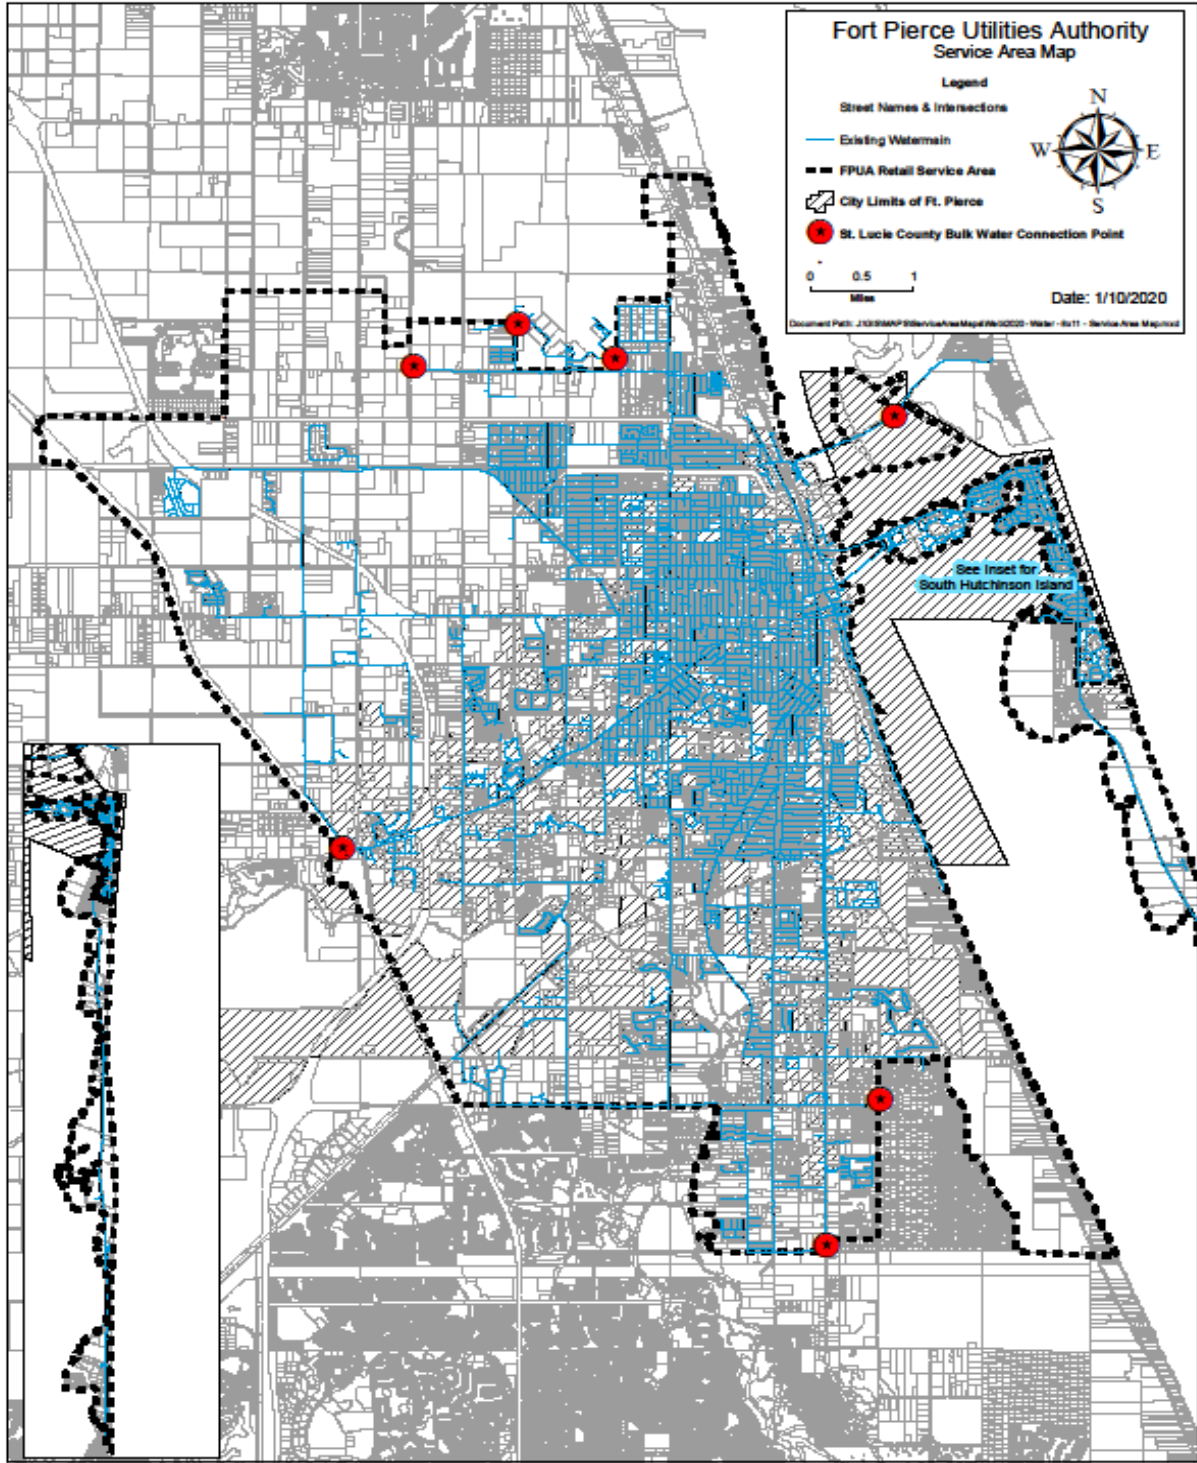 Fort Pierce Utilities Authority
Service Area Map
Legend
Street Names & Intersections
Existing Watermain
FPUA Retail Service Area
City Limits of Ft. Pierce
St. Lucie County Bulk Water Connection Point
N
W
E
S
0 0.5 1
Miles
Date: 1/10/2020
Document Path:
See Inset for
South Hutchinson Island